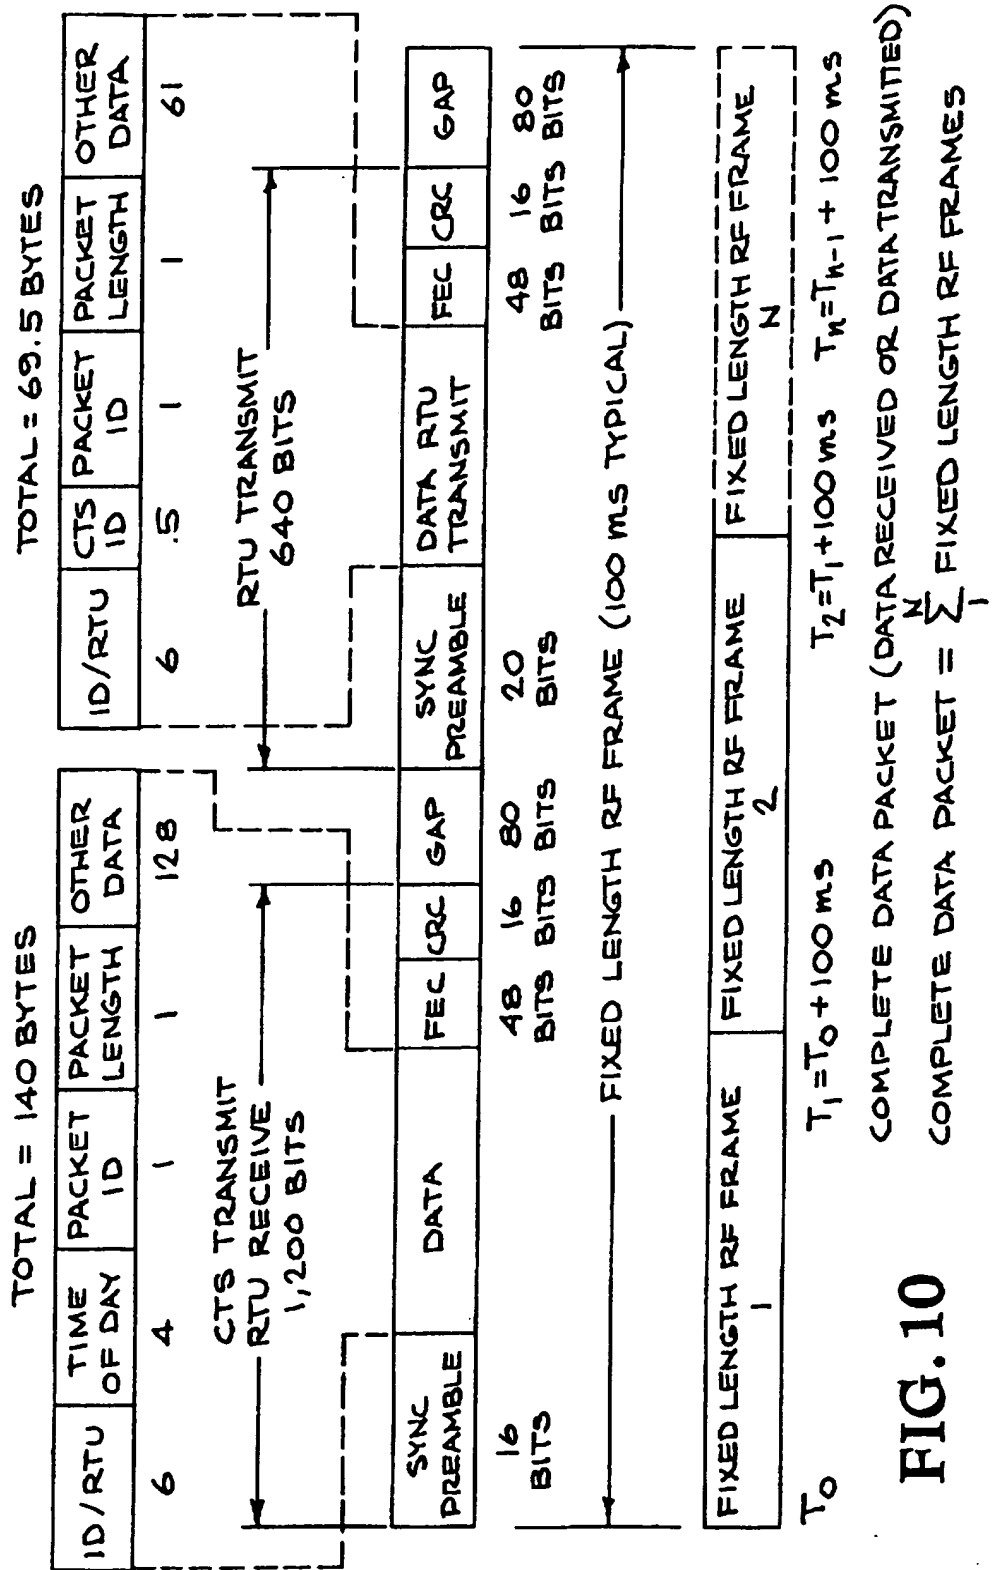 TOTAL = 140 BYTES
TOTAL = 69.5 BYTES
ID/RTU
TIME OF DAY
PACKET ID
PACKET LENGTH
OTHER DATA
ID/RTU
CTS ID
PACKET ID
PACKET LENGTH
OTHER DATA
6 4 1 1 128
6 .5 1 1 61
CTS TRANSMIT
RTU RECEIVE
1,200 BITS
RTU TRANSMIT
640 BITS
SYNC PREAMBLE
DATA
FEC
CRC
GAP
SYNC PREAMBLE
DATA RTU TRANSMIT
FEC
CRC
GAP
16 BITS
48 BITS
16 BITS
80 BITS
20 BITS
48 BITS
16 BITS
80 BITS
FIXED LENGTH RF FRAME (100 ms TYPICAL)
FIXED LENGTH RF FRAME 1
FIXED LENGTH RF FRAME 2
FIXED LENGTH RF FRAME N
T₀
T₁=T₀+100ms
T₂=T₁+100ms
Tₙ=Tₙ₋₁+100ms
COMPLETE DATA PACKET (DATA RECEIVED OR DATA TRANSMITTED)
COMPLETE DATA PACKET = N ∑ 1 FIXED LENGTH RF FRAMES
FIG. 10